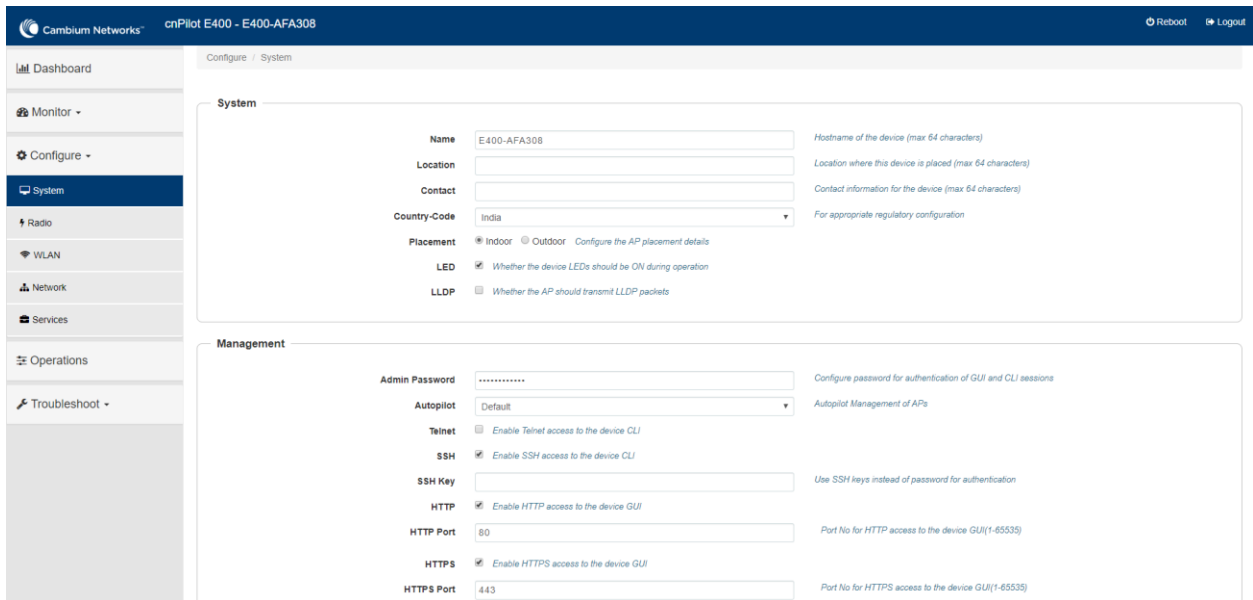 Cambium Networks™ cnPilot E400 - E400-AFA308 Reboot Logout
Dashboard
Monitor
Configure
System
Radio
WLAN
Network
Services
Operations
Troubleshoot
Configure / System
System
Name E400-AFA308 Hostname of the device (max 64 characters)
Location Location where this device is placed (max 64 characters)
Contact Contact information for the device (max 64 characters)
Country-Code India For appropriate regulatory configuration
Placement Indoor Outdoor Configure the AP placement details
LED Whether the device LEDs should be ON during operation
LLDP Whether the AP should transmit LLDP packets
Management
Admin Password •••••••••••• Configure password for authentication of GUI and CLI sessions
Autopilot Default Autopilot Management of APs
Telnet Enable Telnet access to the device CLI
SSH Enable SSH access to the device CLI
SSH Key Use SSH keys instead of password for authentication
HTTP Enable HTTP access to the device GUI
HTTP Port 80 Port No for HTTP access to the device GUI(1-65535)
HTTPS Enable HTTPS access to the device GUI
HTTPS Port 443 Port No for HTTPS access to the device GUI(1-65535)